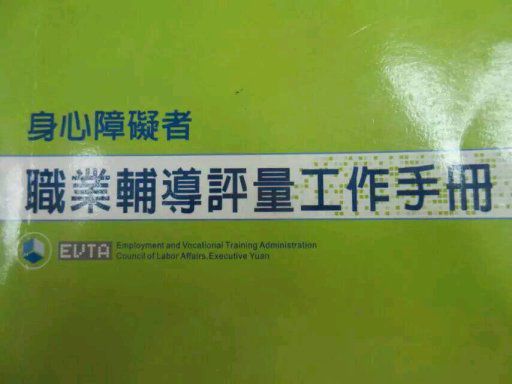 身心障礙者
職業輔導評量工作手冊
EVTA Employment and Vocational Training Administration
Council of Labor Affairs, Executive Yuan